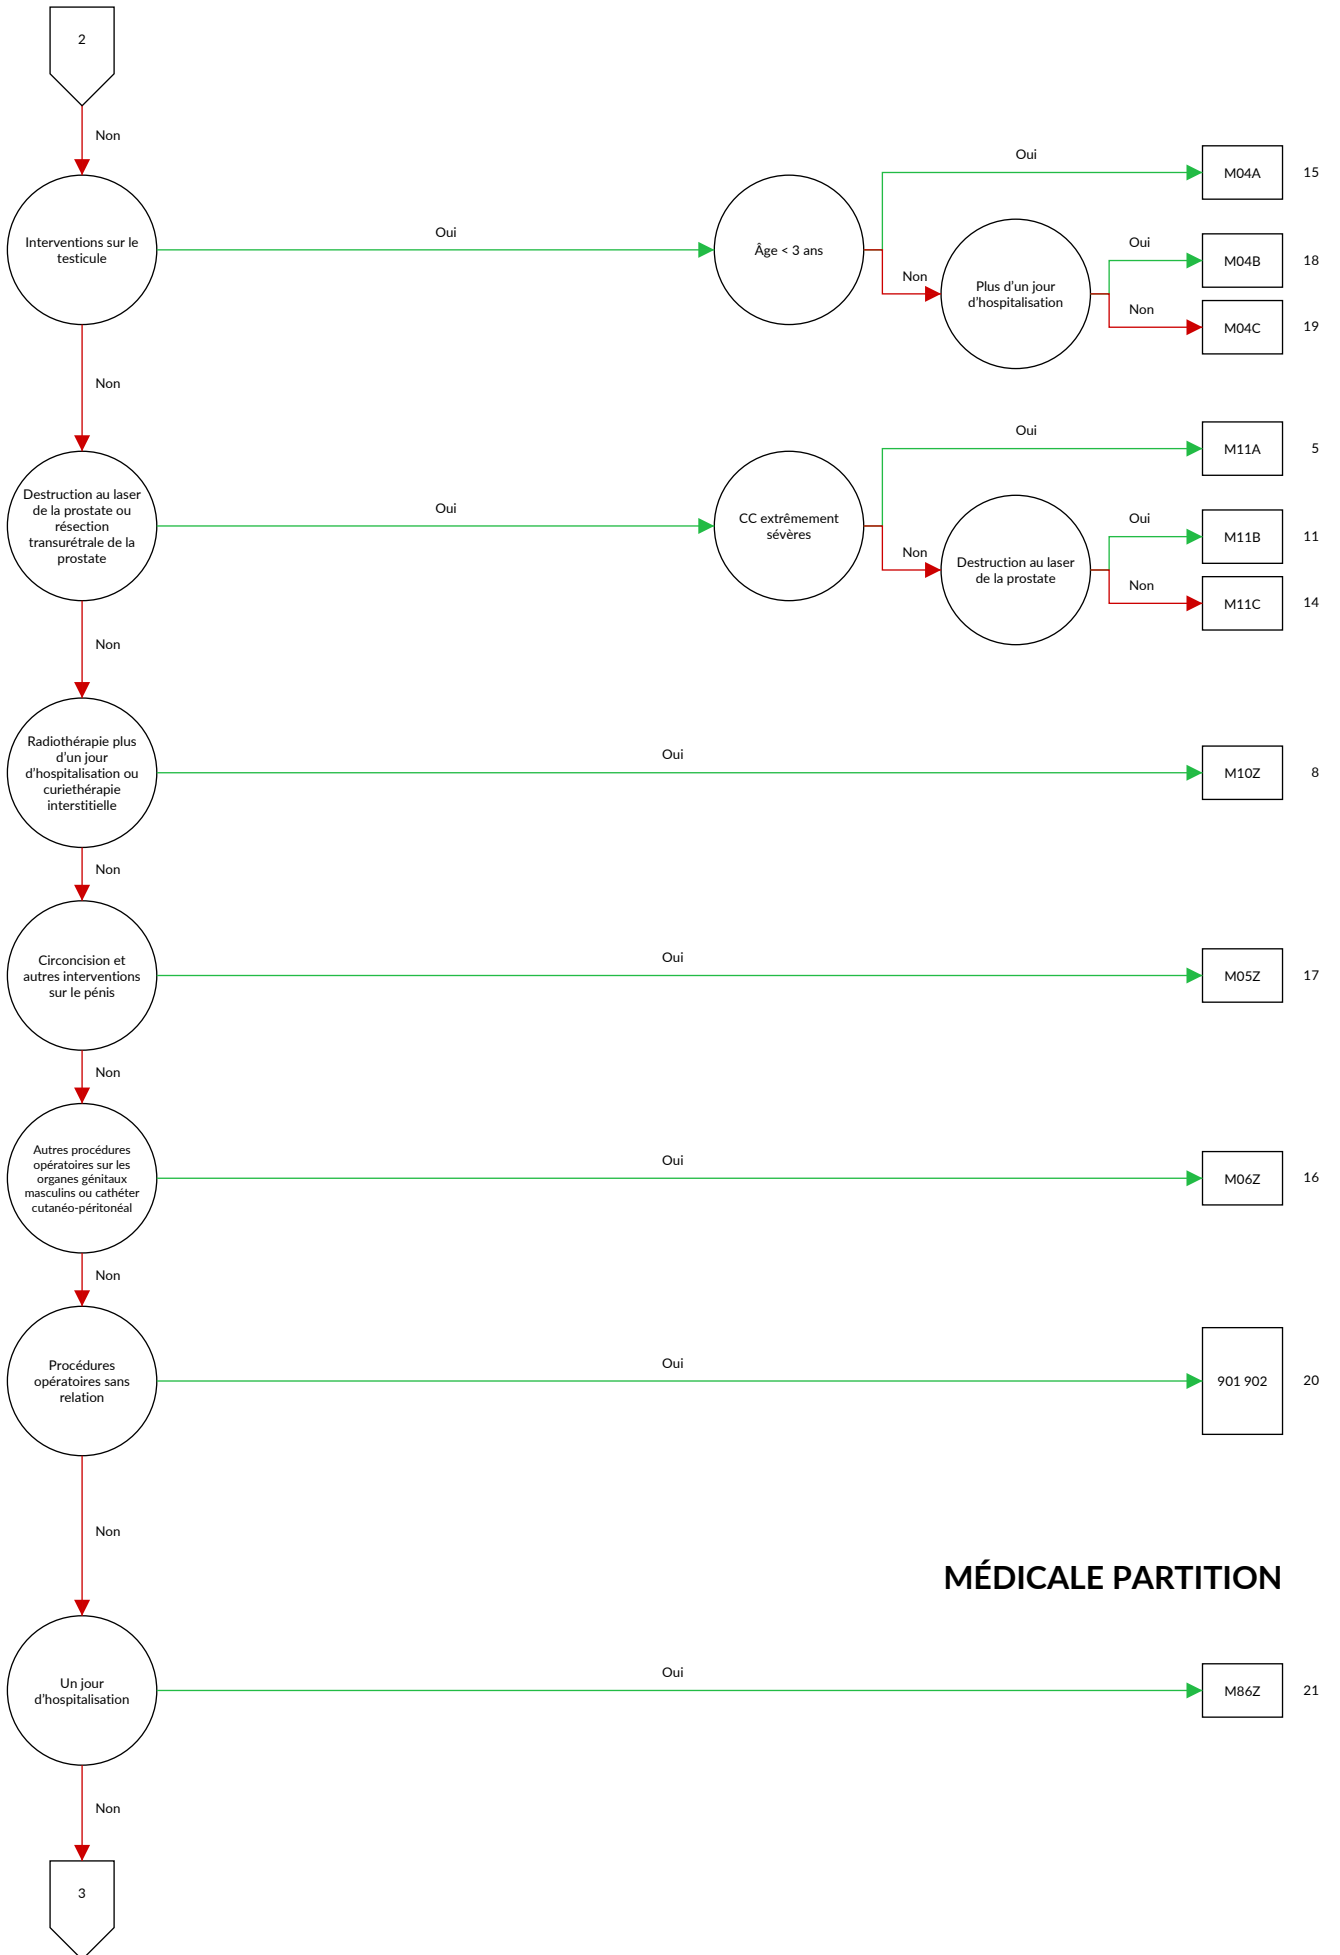 2
Non
Interventions sur le
testicule
Oui
Âge < 3 ans
Oui
M04A 15
Non
Plus d'un jour
d'hospitalisation
Oui
M04B 18
Non
M04C 19
Non
Destruction au laser
de la prostate ou
résection
transurétrale de la
prostate
Oui
CC extrêmement
sévères
Oui
M11A 5
Non
Destruction au laser
de la prostate
Oui
M11B 11
Non
M11C 14
Non
Radiothérapie plus
d'un jour
d'hospitalisation ou
curiethérapie
interstitielle
Oui
M10Z 8
Non
Circoncision et
autres interventions
sur le pénis
Oui
M05Z 17
Non
Autres procédures
opératoires sur les
organes génitaux
masculins ou cathéter
cutanéo-péritonéal
Oui
M06Z 16
Non
Procédures
opératoires sans
relation
Oui
901 902 20
Non
MÉDICALE PARTITION
Un jour
d'hospitalisation
Oui
M86Z 21
Non
3